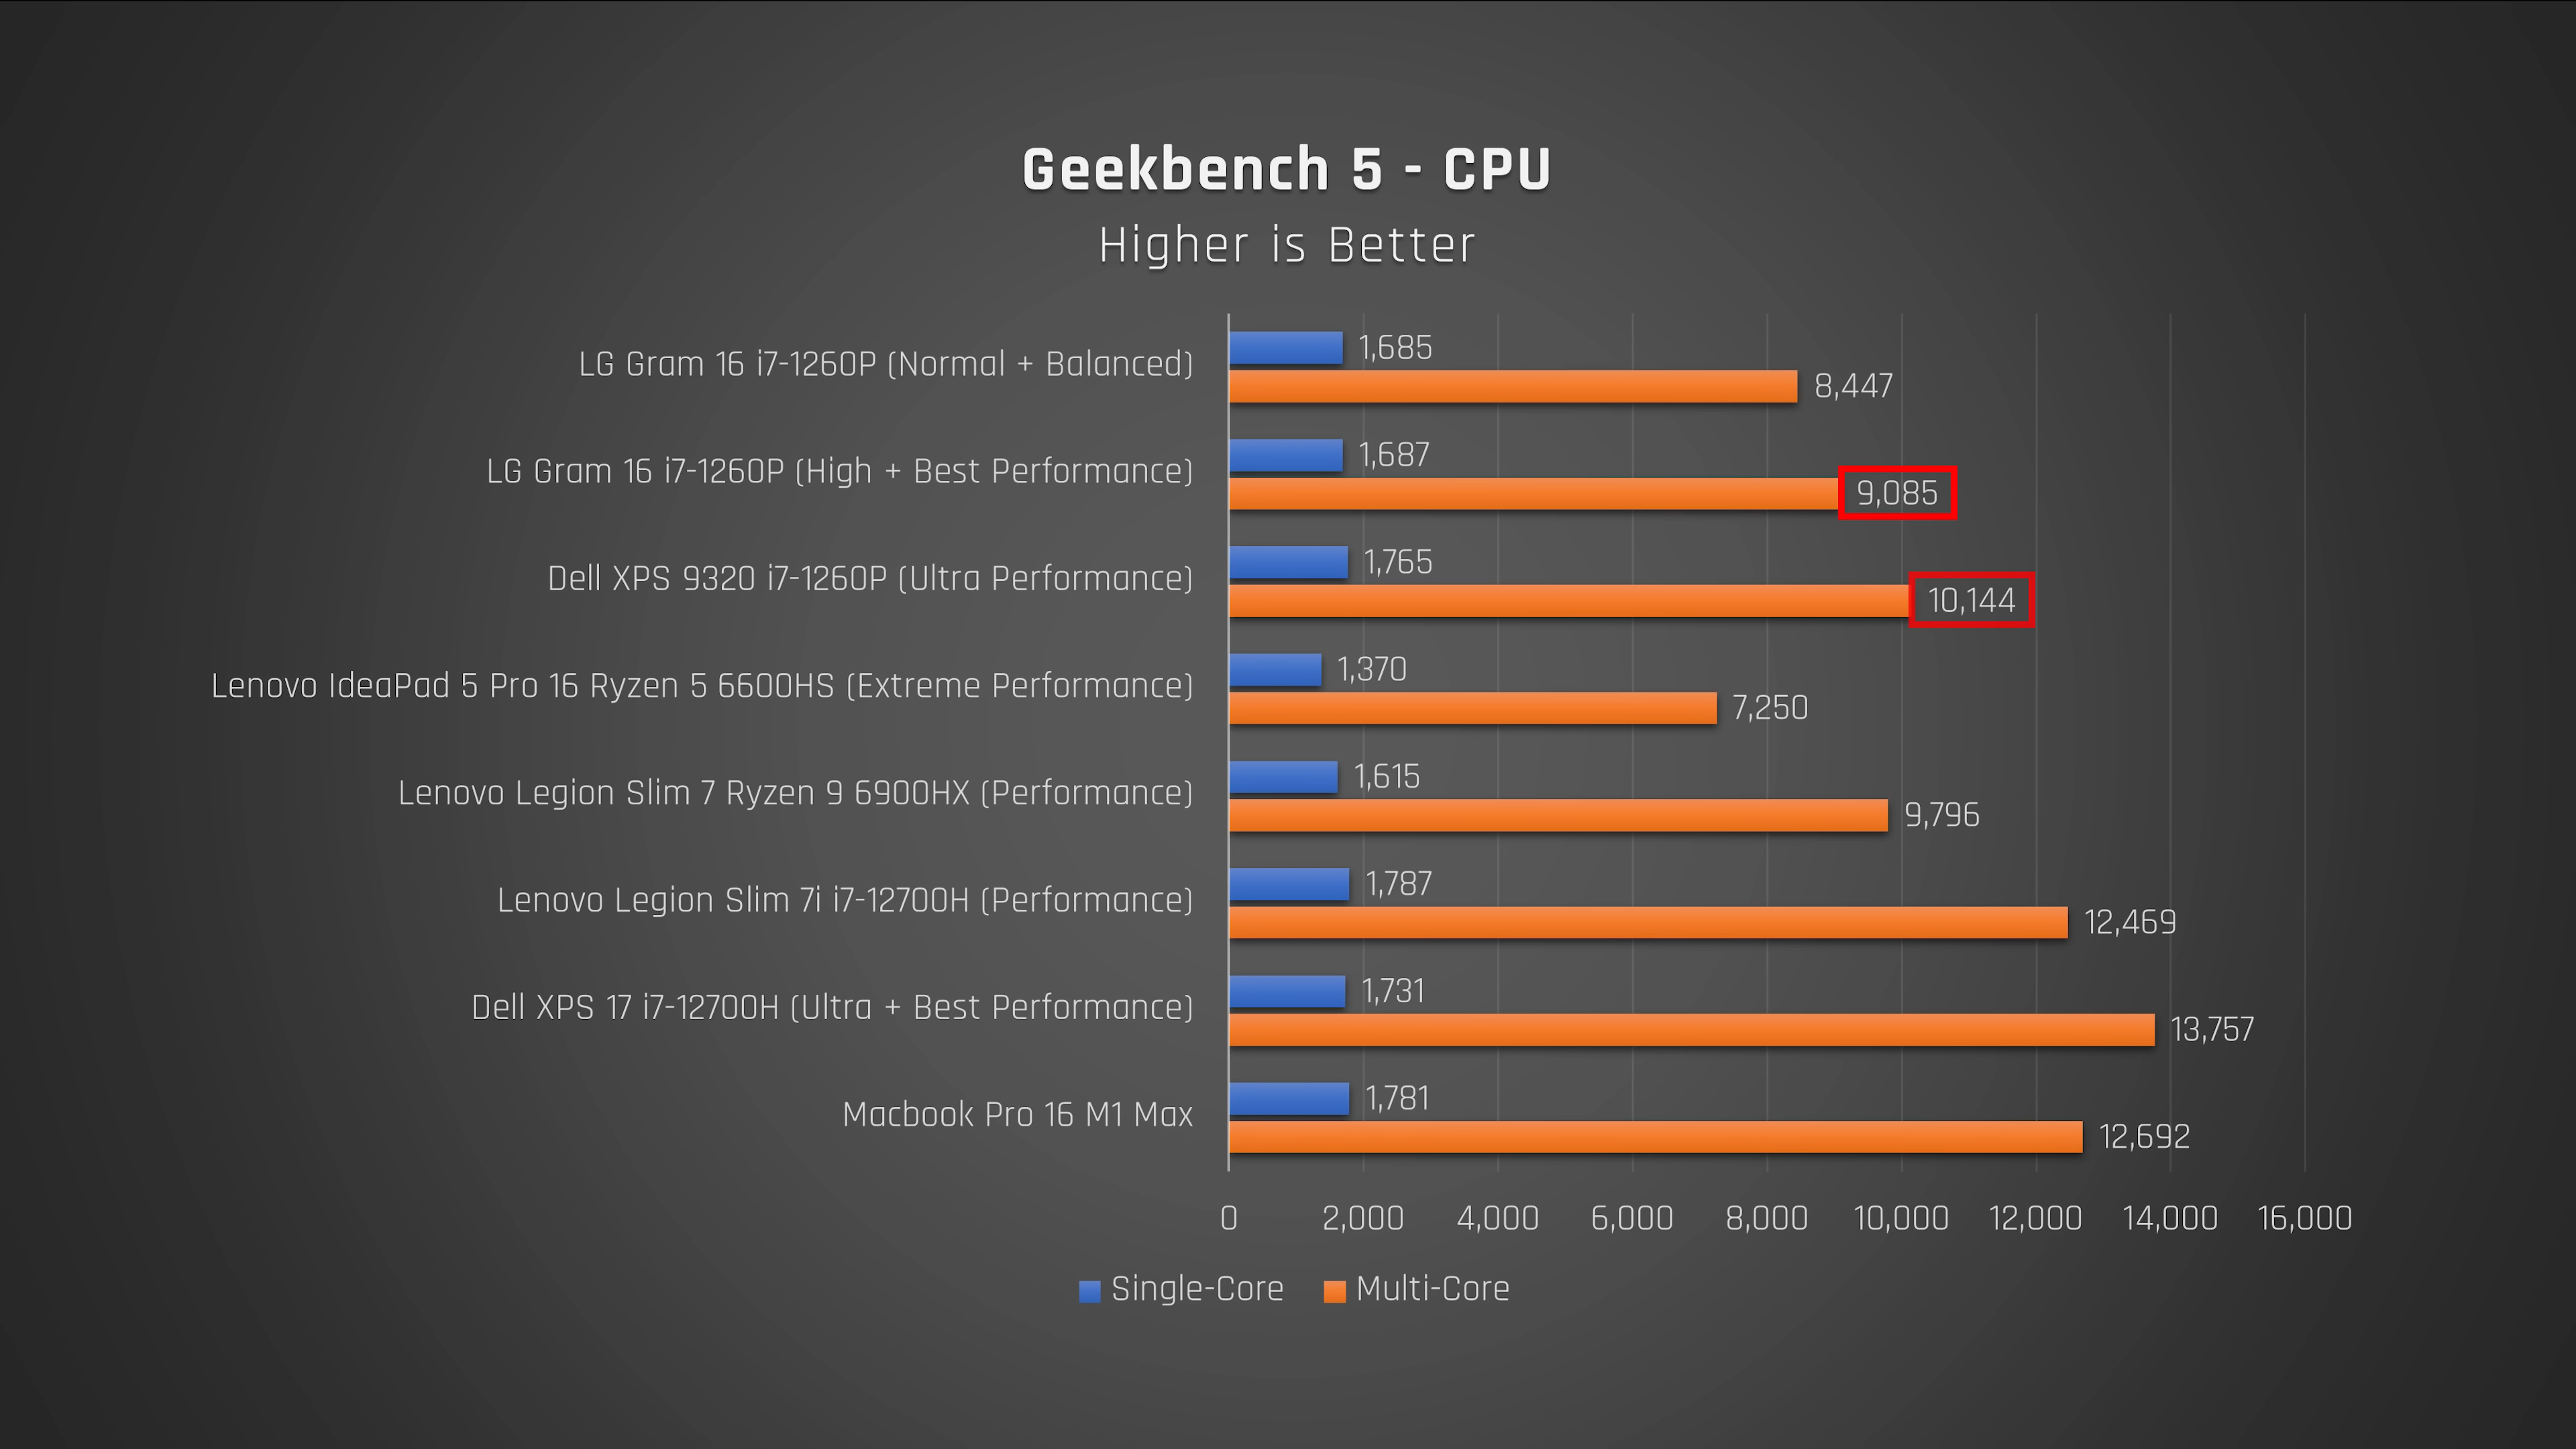 Geekbench 5 - CPU
Higher is Better
LG Gram 16 i7-1260P (Normal + Balanced)
1,685
8,447
LG Gram 16 i7-1260P (High + Best Performance)
1,687
9,085
Dell XPS 9320 i7-1260P (Ultra Performance)
1,765
10,144
Lenovo IdeaPad 5 Pro 16 Ryzen 5 6600HS (Extreme Performance)
1,370
7,250
Lenovo Legion Slim 7 Ryzen 9 6900HX (Performance)
1,615
9,796
Lenovo Legion Slim 7i i7-12700H (Performance)
1,787
12,469
Dell XPS 17 i7-12700H (Ultra + Best Performance)
1,731
13,757
Macbook Pro 16 M1 Max
1,781
12,692
0 2,000 4,000 6,000 8,000 10,000 12,000 14,000 16,000
Single-Core Multi-Core